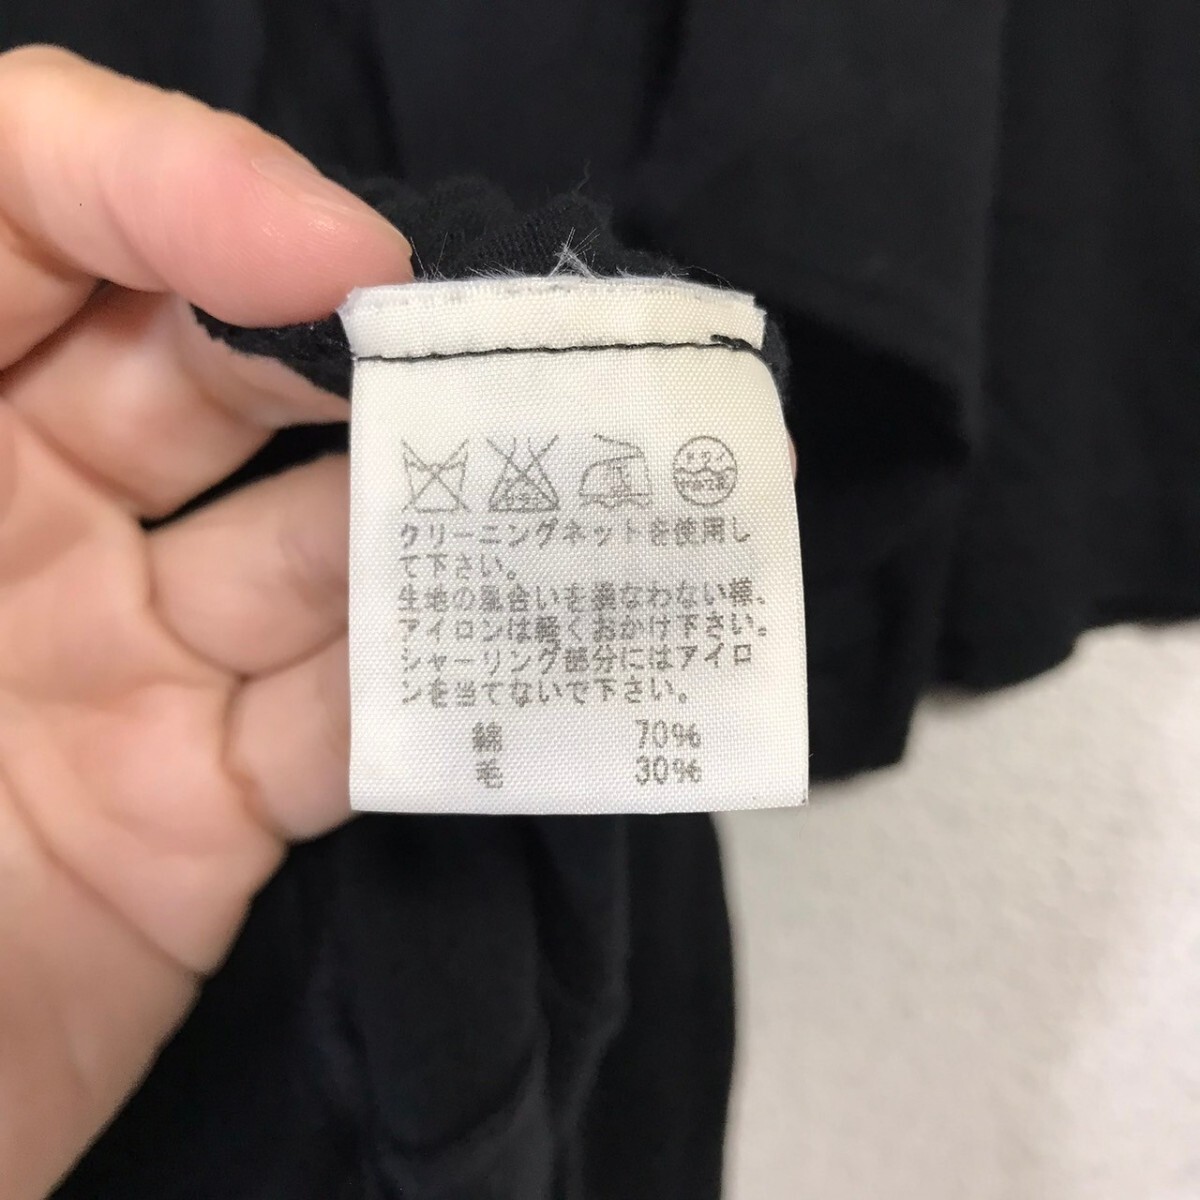 クリーニングネットを使用し
て下さい。
生地の風合いを損なわない様、
アイロンは軽くおかけ下さい。
シャーリング部分にはアイロ
ンを当てないで下さい。
綿 70%
毛 30%